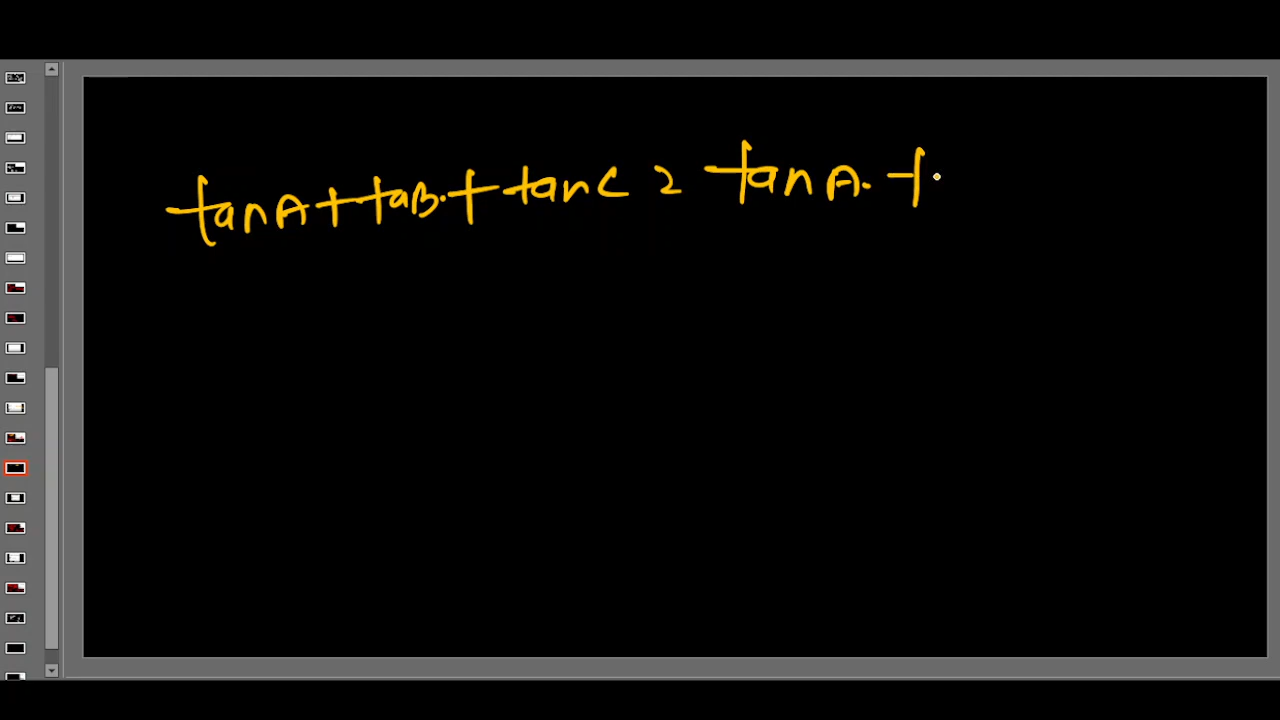 tanA + taB. + tanC = tanA. t